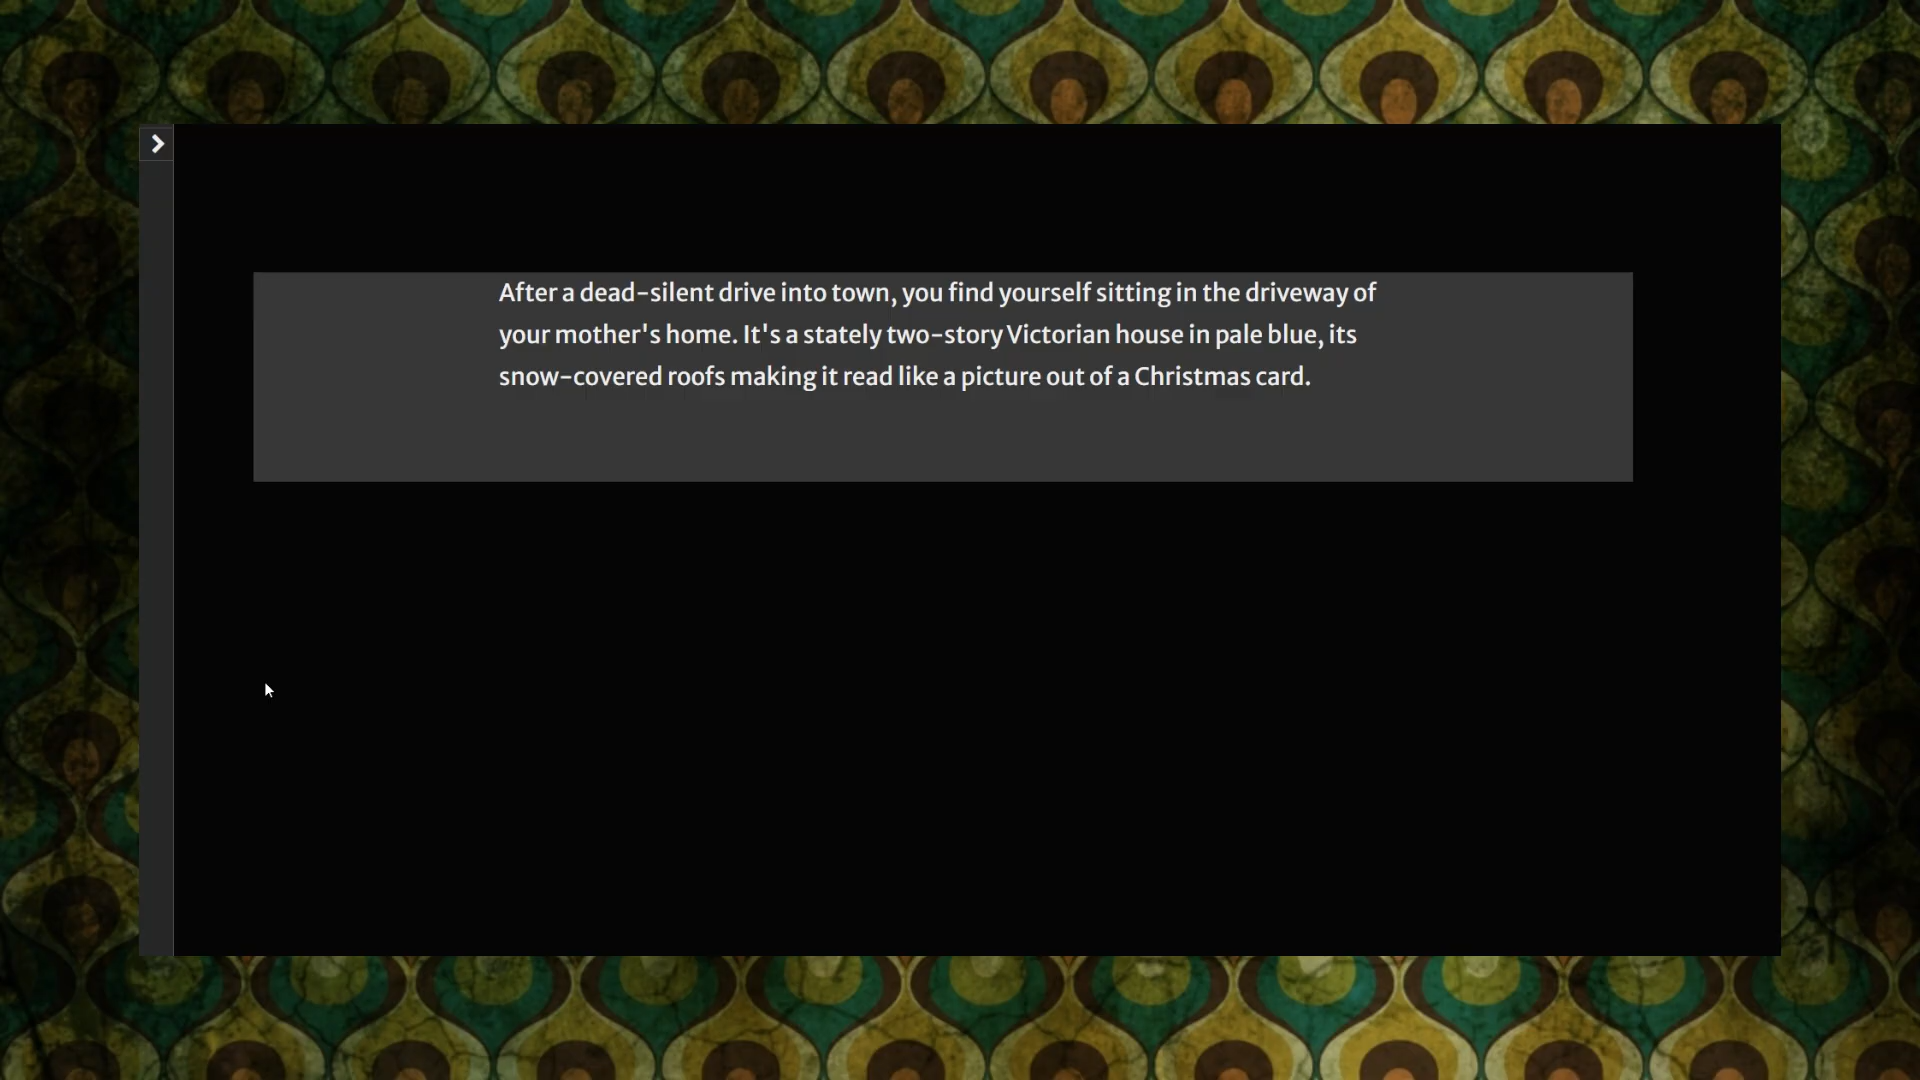 After a dead-silent drive into town, you find yourself sitting in the driveway of
your mother's home. It's a stately two-story Victorian house in pale blue, its
snow-covered roofs making it read like a picture out of a Christmas card.